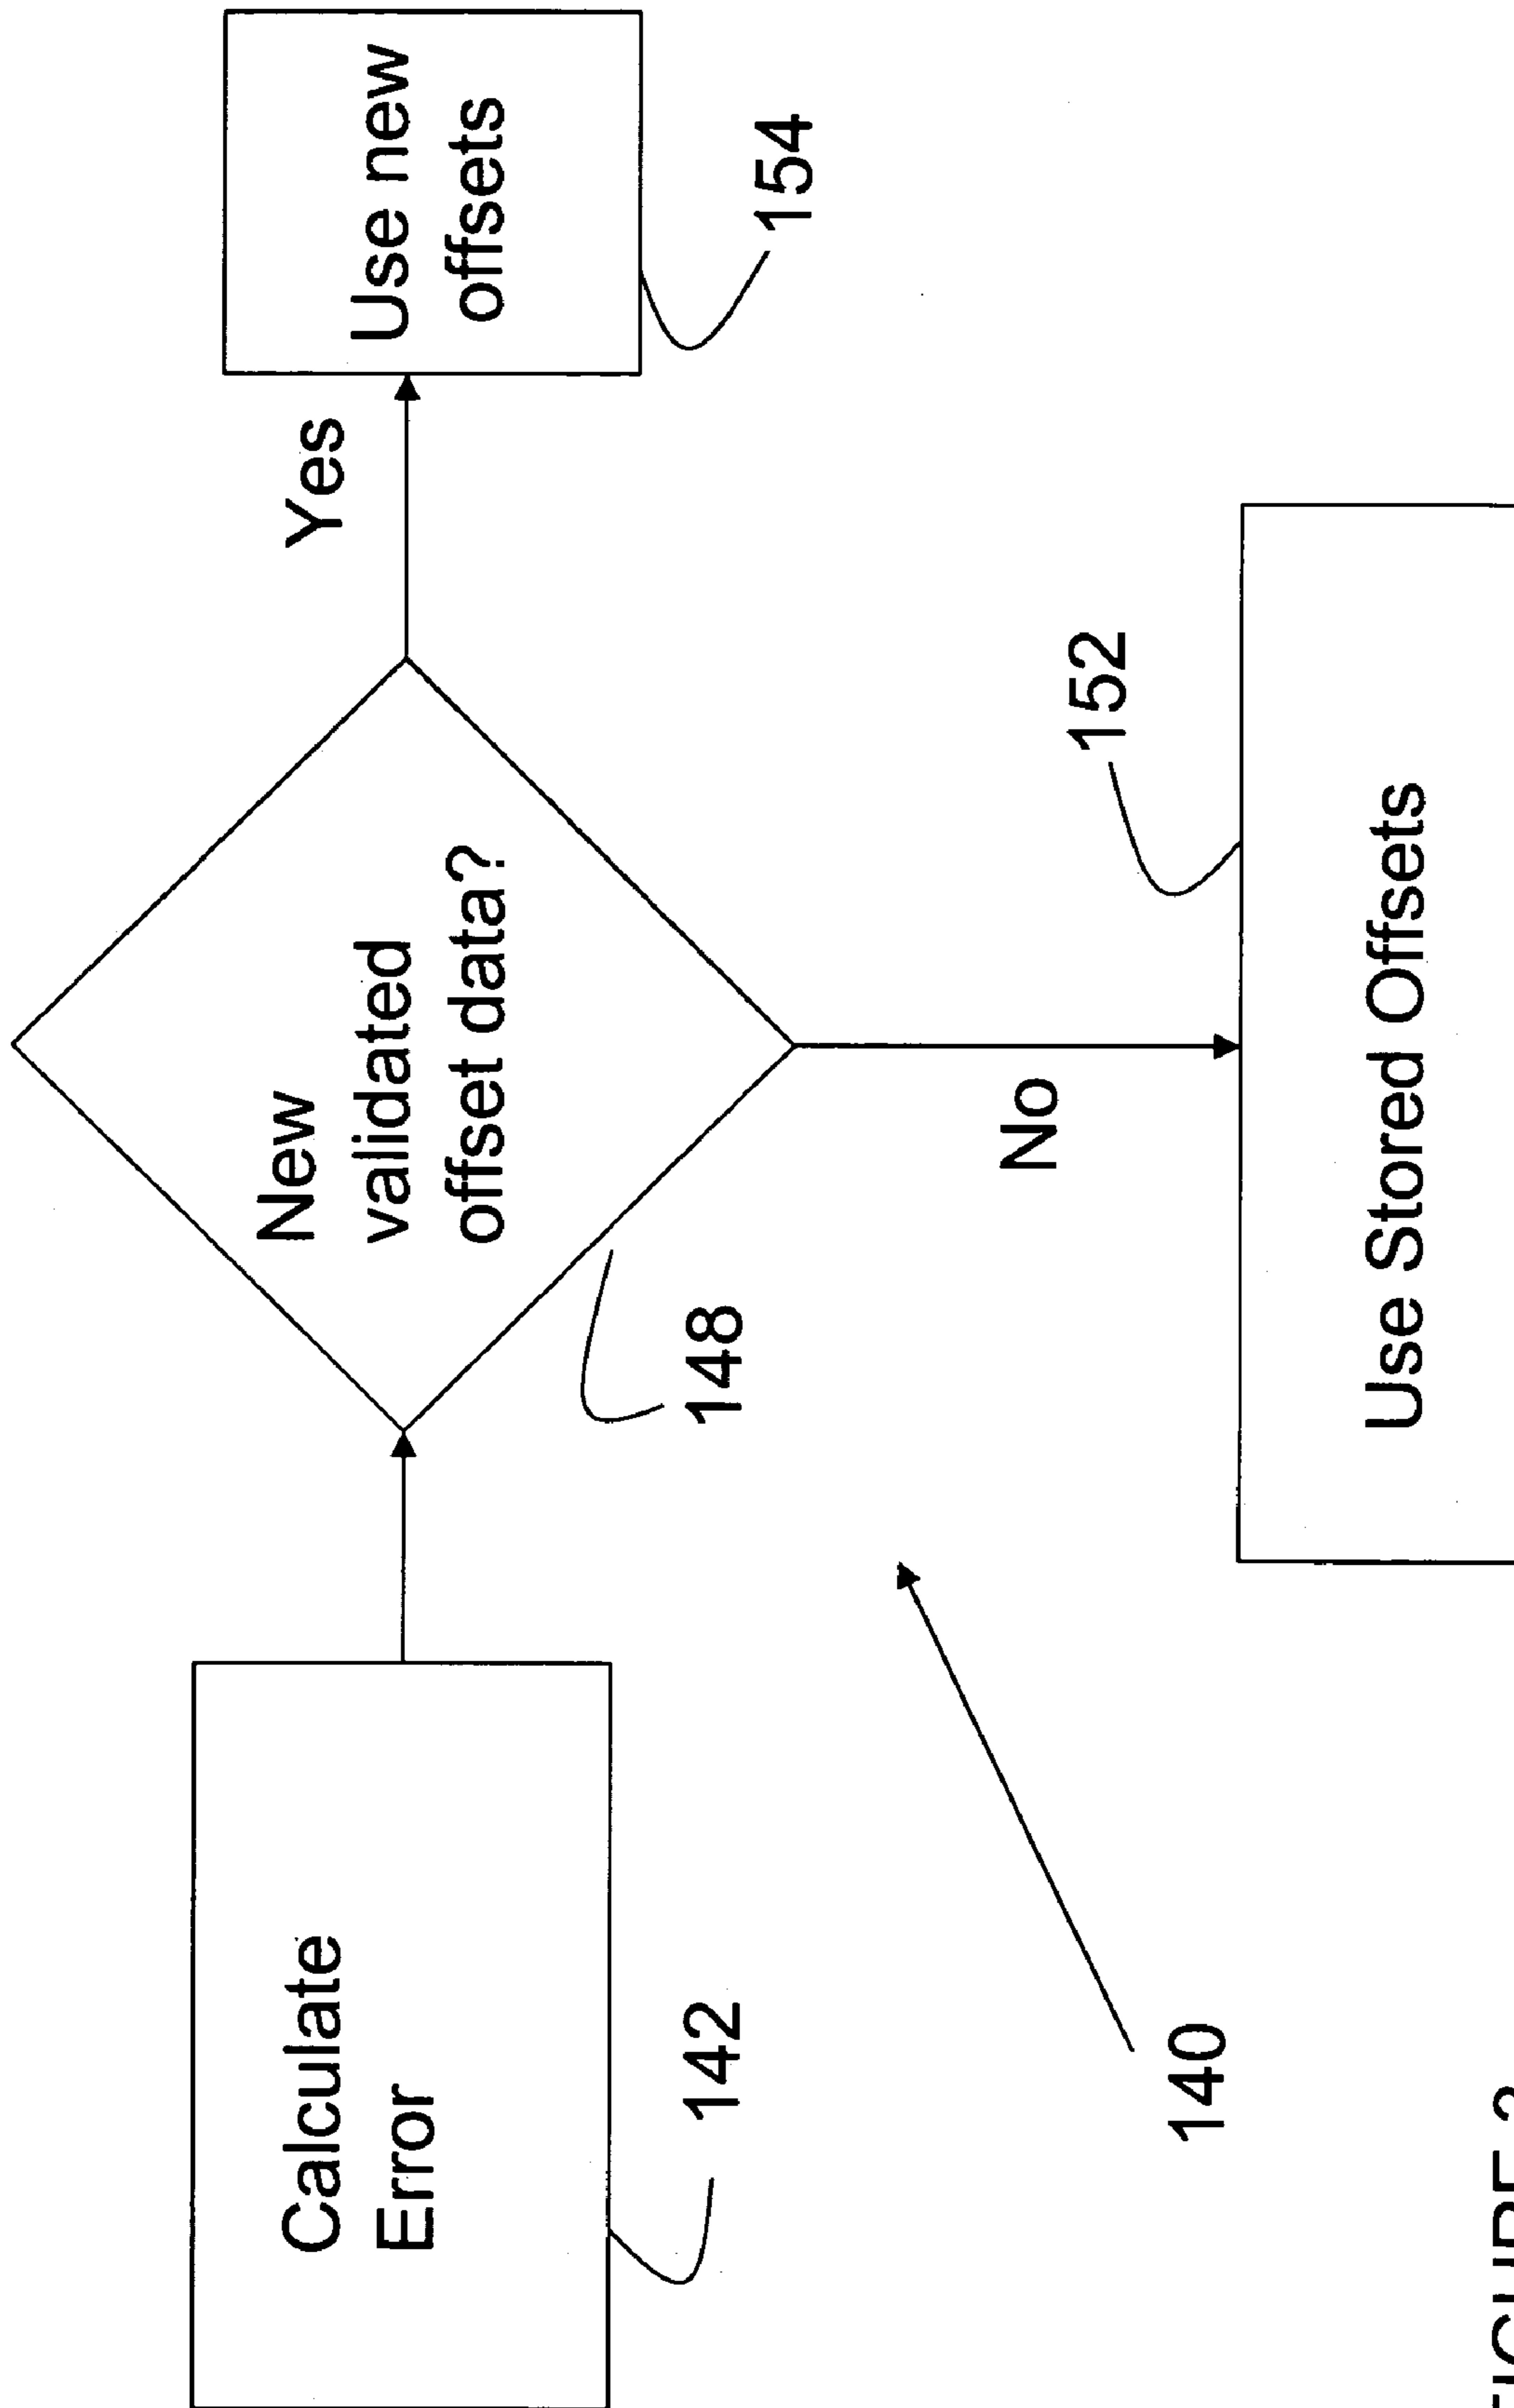 Calculate
Error
142
New
validated
offset data?
148
Yes
Use new
offsets
154
No
152
Use Stored Offsets
140